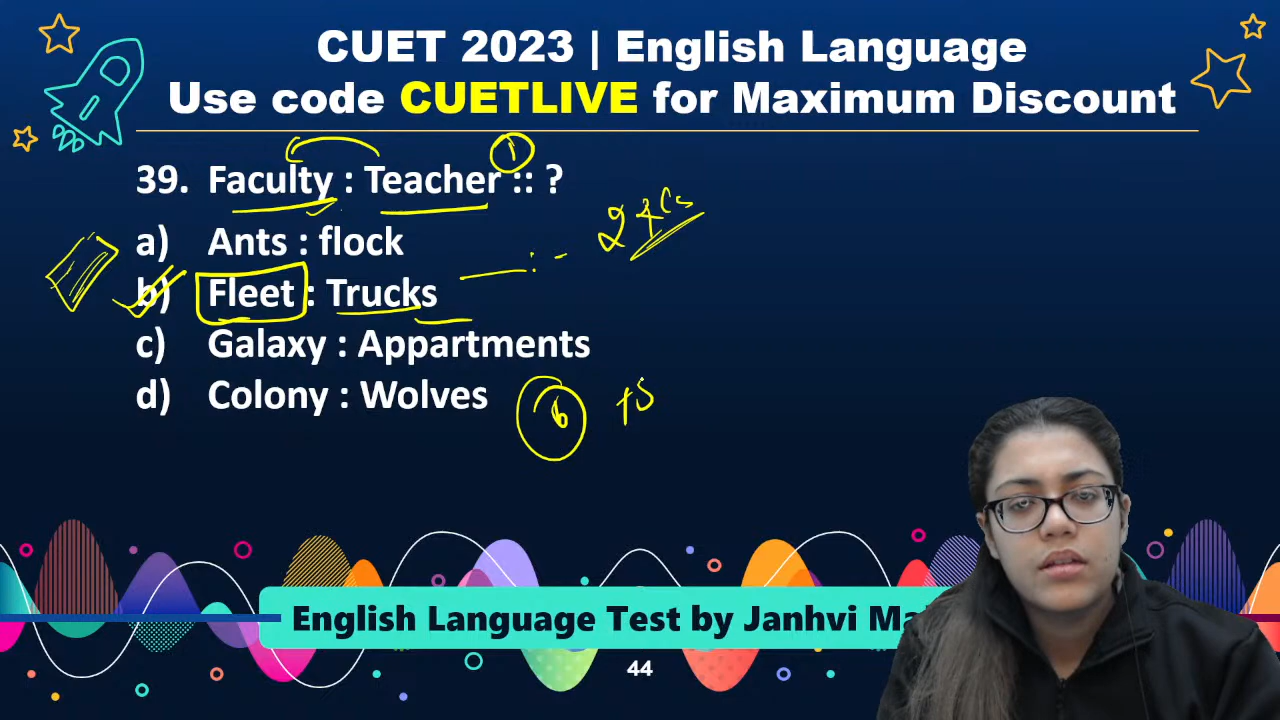 CUET 2023 | English Language
Use code CUETLIVE for Maximum Discount
39. Faculty : Teacher :: ?
1
a) Ants : flock
b) Fleet : Trucks
c) Galaxy : Appartments
d) Colony : Wolves
English Language Test by Janhvi Ma
44